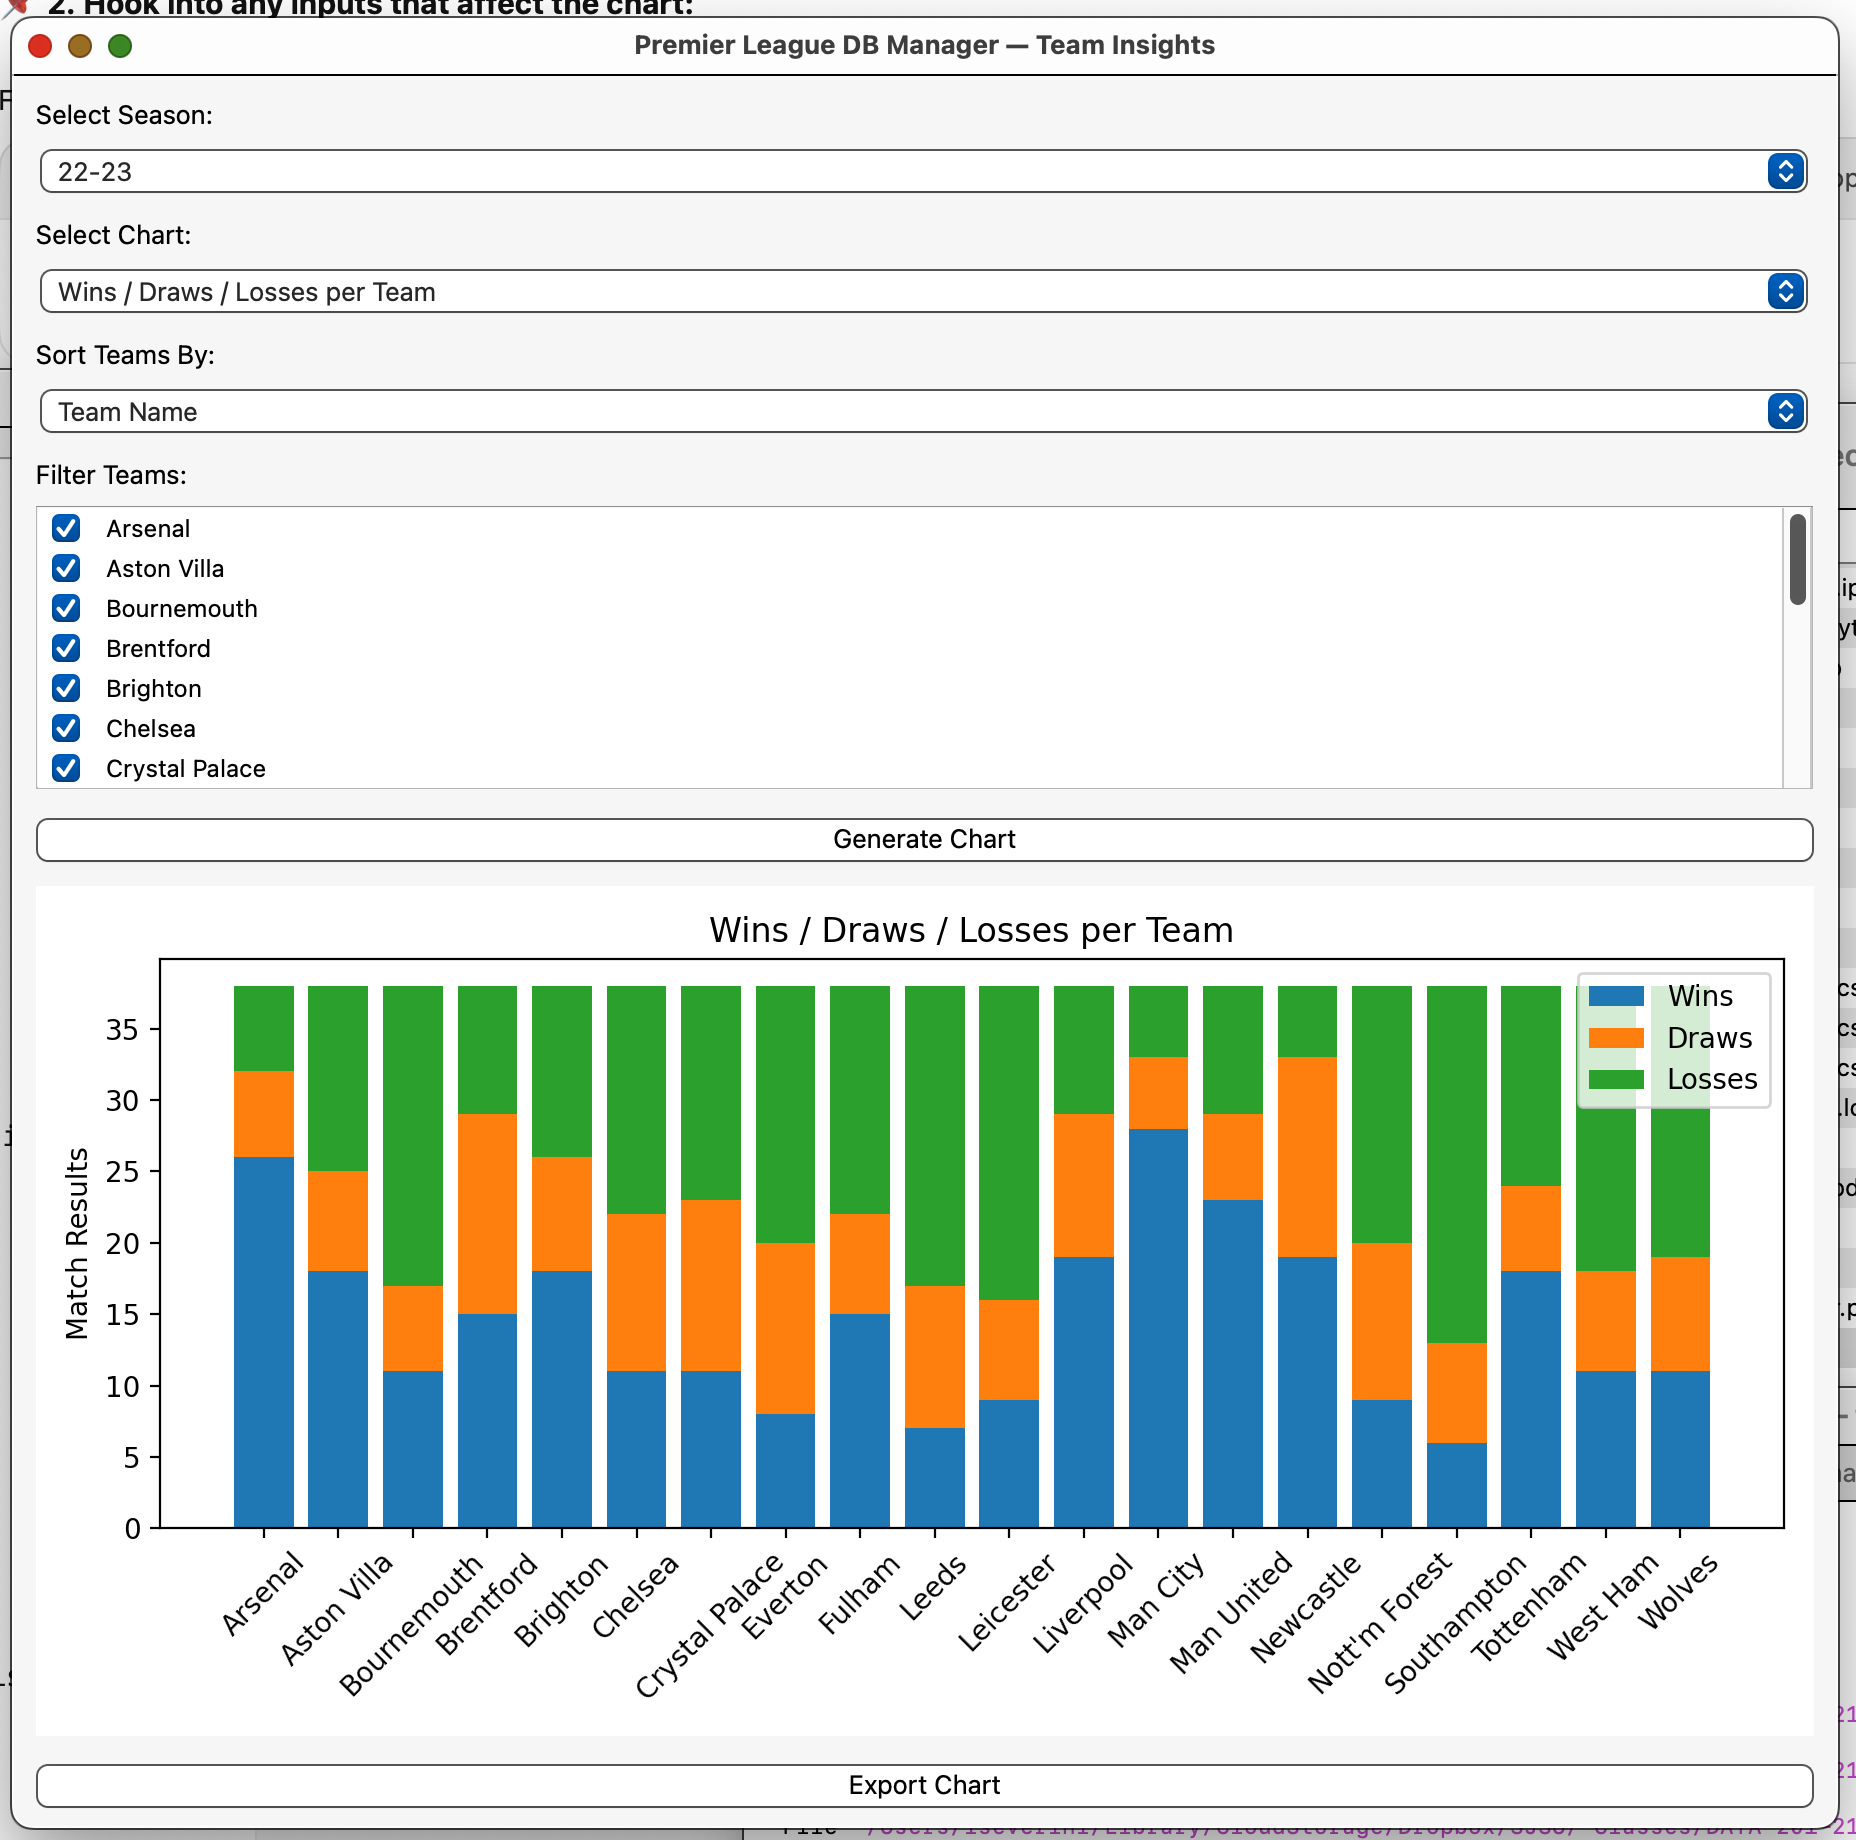 2. Hook into any inputs that affect the chart:
Premier League DB Manager — Team Insights
Select Season:
22-23
Select Chart:
Wins / Draws / Losses per Team
Sort Teams By:
Team Name
Filter Teams:
Arsenal
Aston Villa
Bournemouth
Brentford
Brighton
Chelsea
Crystal Palace
Generate Chart
Wins / Draws / Losses per Team
Wins
Draws
Losses
Match Results
35
30
25
20
15
10
5
0
Arsenal
Aston Villa
Bournemouth
Brentford
Brighton
Chelsea
Crystal Palace
Everton
Fulham
Leeds
Leicester
Liverpool
Man City
Man United
Newcastle
Nott'm Forest
Southampton
Tottenham
West Ham
Wolves
Export Chart